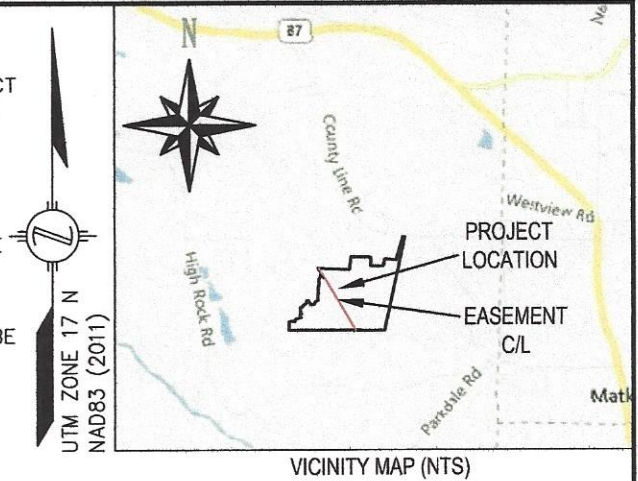 CT
BE
UTM ZONE 17 N
NAD83 (2011)
N
87
County Line Rd
Westview Rd
High Rock Rd
PROJECT
LOCATION
EASEMENT
C/L
Parkdale Rd
Matk
VICINITY MAP (NTS)